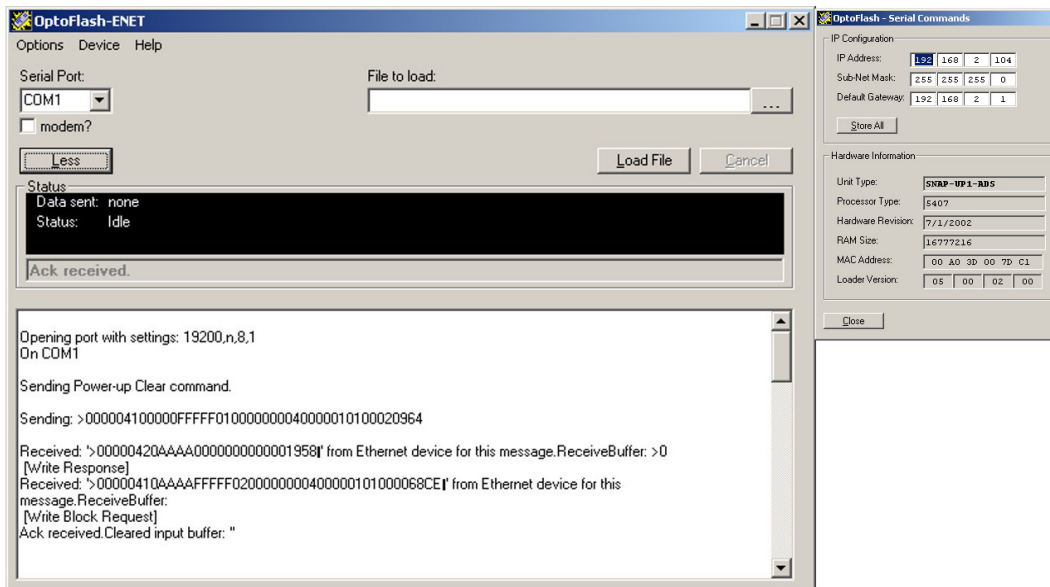 OptoFlash-ENET
Options Device Help
Serial Port:
COM1
modem?
File to load:
...
Less
Load File
Cancel
Status
Data sent: none
Status: Idle
Ack received.
Opening port with settings: 19200,n,8,1
On COM1
Sending Power-up Clear command.
Sending: >000004100000FFFFF010000000040000010100020964
Received: '>00000420AAAA0000000000001958‖' from Ethernet device for this message.ReceiveBuffer: >0
[Write Response]
Received: '>00000410AAAAFFFFF0200000000400000101000068CE‖' from Ethernet device for this
message.ReceiveBuffer:
[Write Block Request]
Ack received.Cleared input buffer: ''
OptoFlash - Serial Commands
IP Configuration
IP Address: 192 168 2 104
Sub-Net Mask: 255 255 255 0
Default Gateway: 192 168 2 1
Store All
Hardware Information
Unit Type: SNAP-UP1-ADS
Processor Type: 5407
Hardware Revision: 7/1/2002
RAM Size: 16777216
MAC Address: 00 A0 3D 00 7D C1
Loader Version: 05 00 02 00
Close